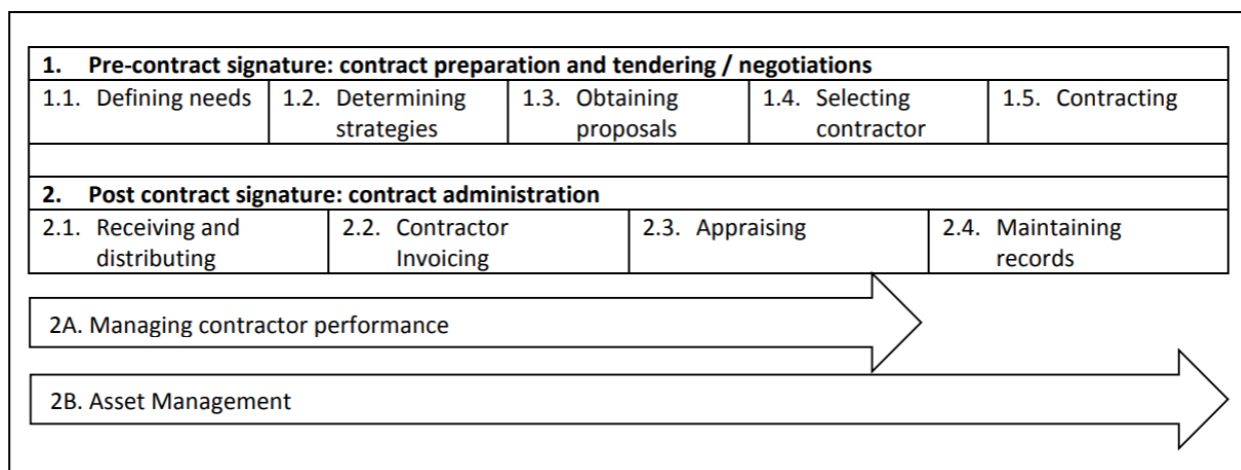 1. Pre-contract signature: contract preparation and tendering / negotiations
1.1. Defining needs
1.2. Determining
strategies
1.3. Obtaining
proposals
1.4. Selecting
contractor
1.5. Contracting
2. Post contract signature: contract administration
2.1. Receiving and
distributing
2.2. Contractor
Invoicing
2.3. Appraising
2.4. Maintaining
records
2A. Managing contractor performance
2B. Asset Management